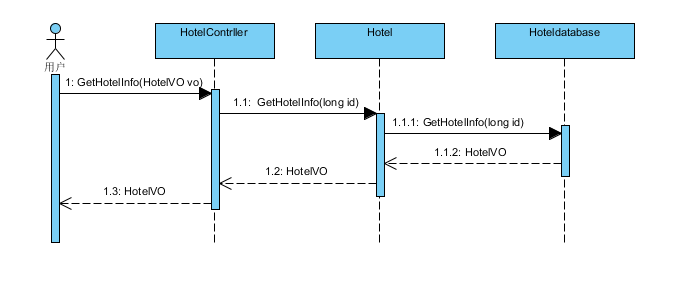 HotelContrller
Hotel
Hoteldatabase
用户
1: GetHotelInfo(HotelVO vo)
1.1: GetHotelInfo(long id)
1.1.1: GetHotelInfo(long id)
1.1.2: HotelVO
1.2: HotelVO
1.3: HotelVO